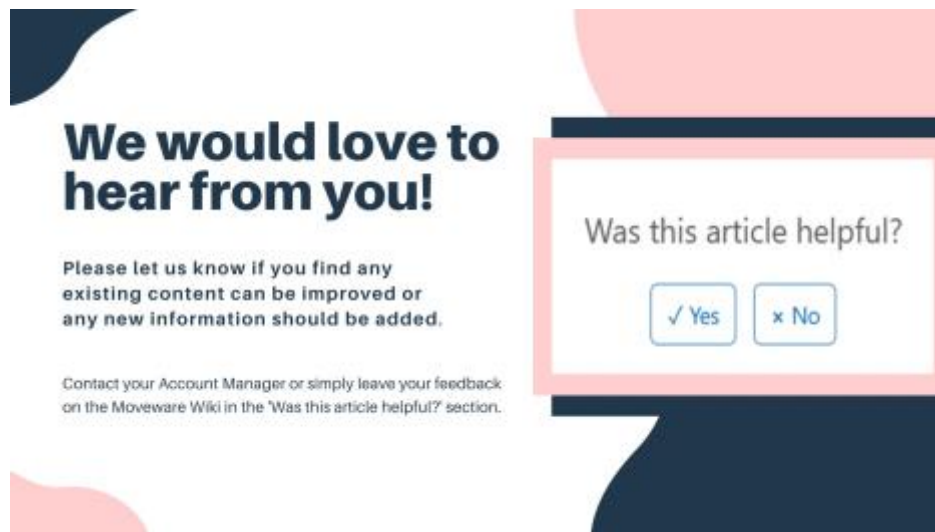 We would love to
hear from you!
Please let us know if you find any
existing content can be improved or
any new information should be added.
Contact your Account Manager or simply leave your feedback
on the Moveware Wiki in the 'Was this article helpful?' section.
Was this article helpful?
✓ Yes
× No